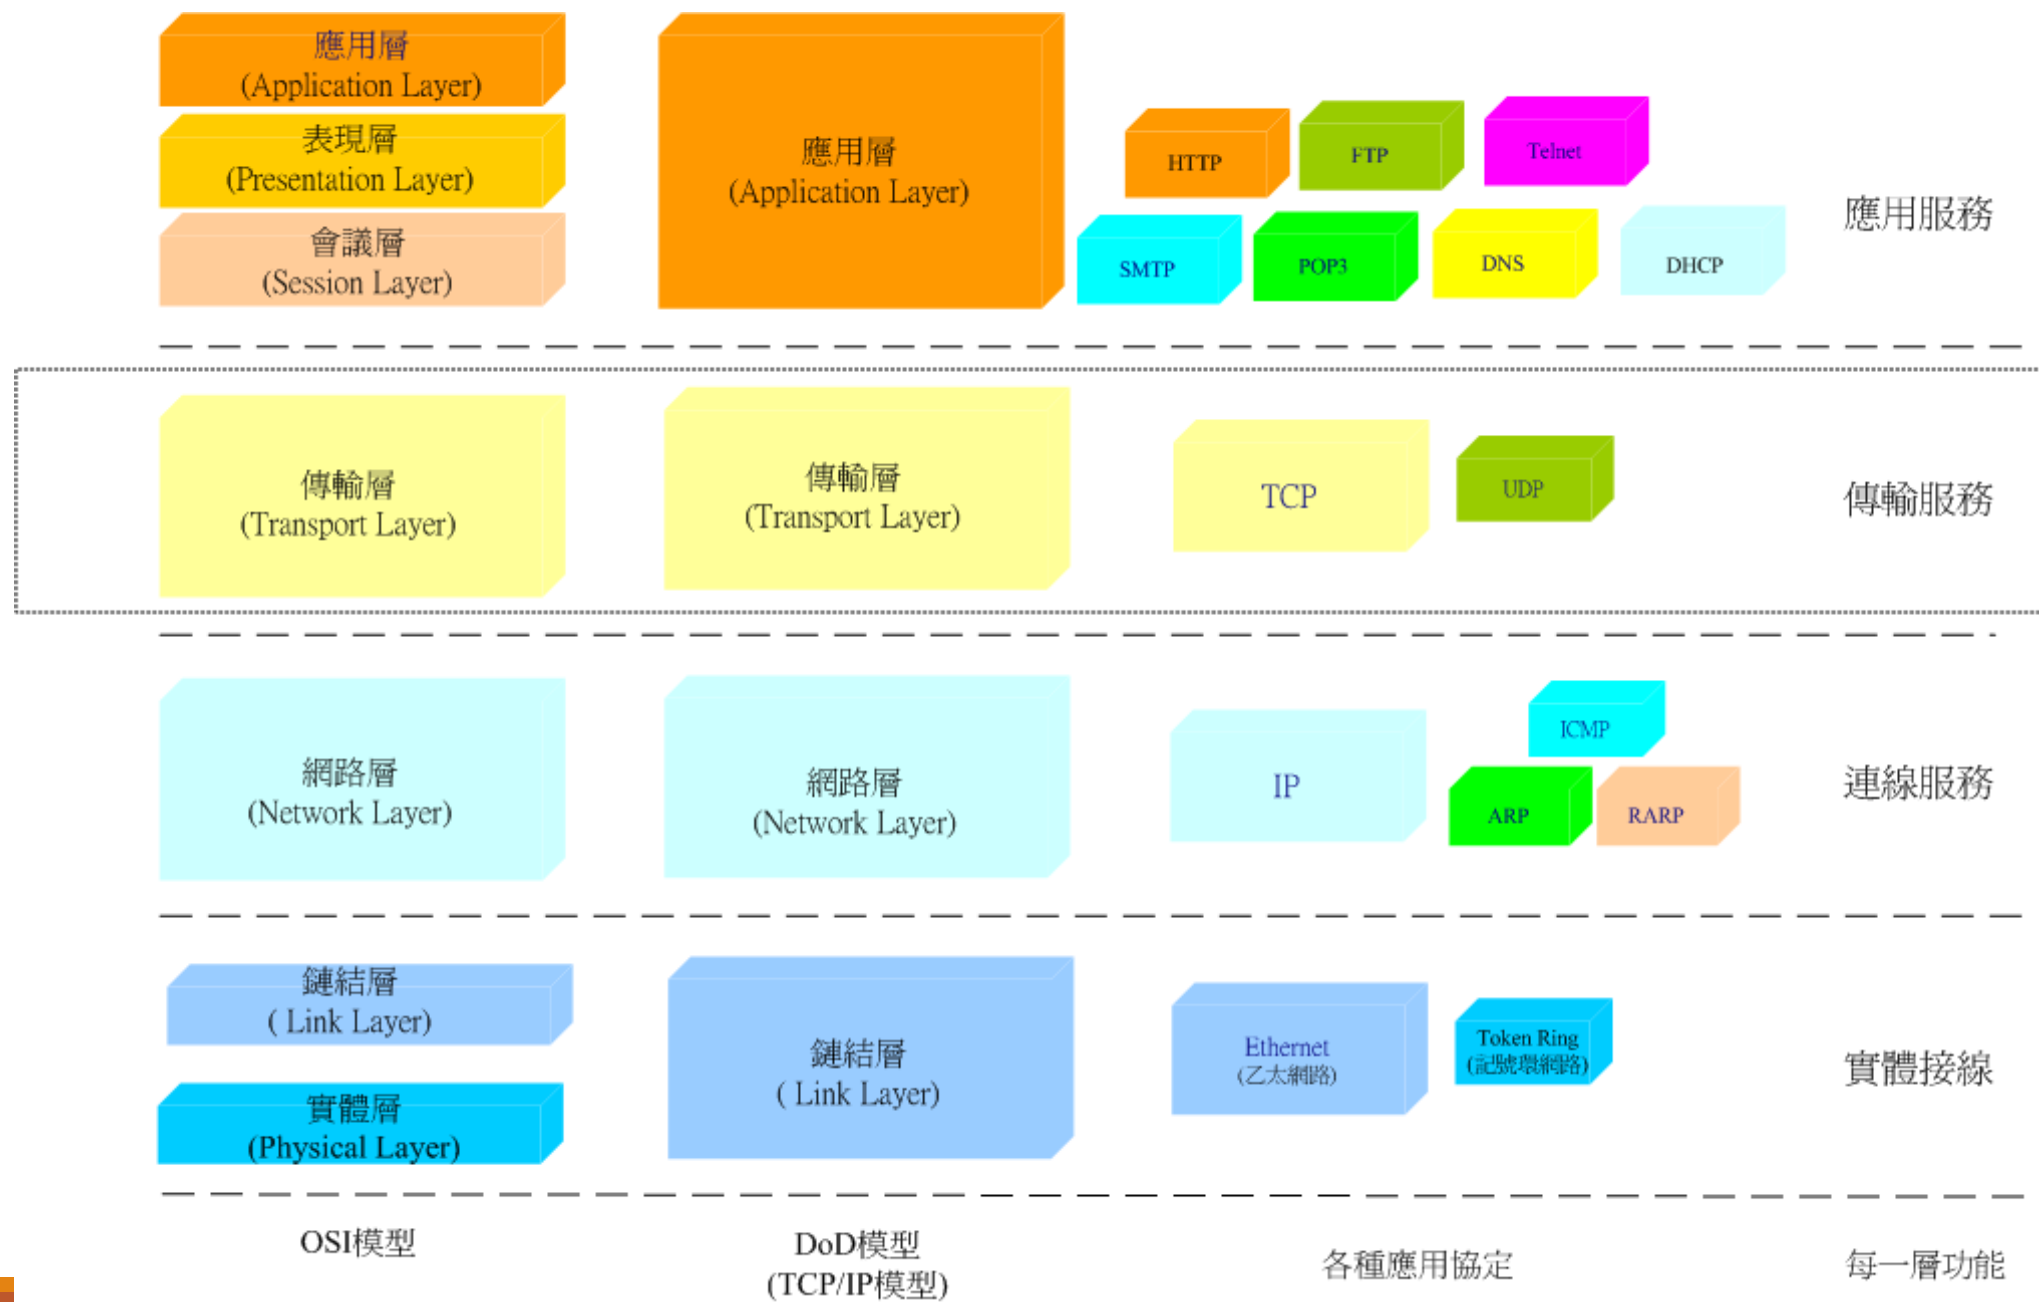 應用層
(Application Layer)
表現層
(Presentation Layer)
會議層
(Session Layer)
應用層
(Application Layer)
HTTP
FTP
Telnet
SMTP
POP3
DNS
DHCP
應用服務
傳輸層
(Transport Layer)
傳輸層
(Transport Layer)
TCP
UDP
傳輸服務
網路層
(Network Layer)
網路層
(Network Layer)
IP
ICMP
ARP
RARP
連線服務
鏈結層
( Link Layer)
實體層
(Physical Layer)
鏈結層
( Link Layer)
Ethernet
(乙太網路)
Token Ring
(記號環網路)
實體接線
OSI模型
DoD模型
(TCP/IP模型)
各種應用協定
每一層功能